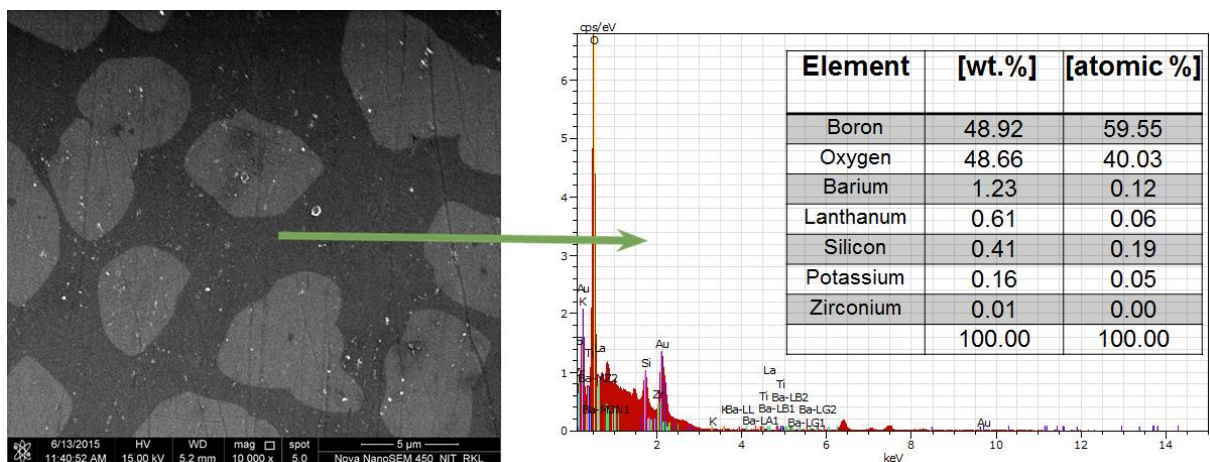 cps/eV
O
6
5
4
3
2
1
0
Au
K
Ti
La
Ba-M2N1
Si
Au
Zr
K
La
Ti
Ti
Ba-LB2
KBa-LL
Ba-LB1
Ba-LG2
Ba-LA1
Ba-LG1
Au
2
4
6
8
10
12
14
keV
Element [wt.%] [atomic %]
Boron 48.92 59.55
Oxygen 48.66 40.03
Barium 1.23 0.12
Lanthanum 0.61 0.06
Silicon 0.41 0.19
Potassium 0.16 0.05
Zirconium 0.01 0.00
100.00 100.00
6/13/2015 HV WD mag spot 5 µm
11:40:52 AM 15.00 kV 5.2 mm 10 000 x 5.0 Nova NanoSEM 450 NIT RKL